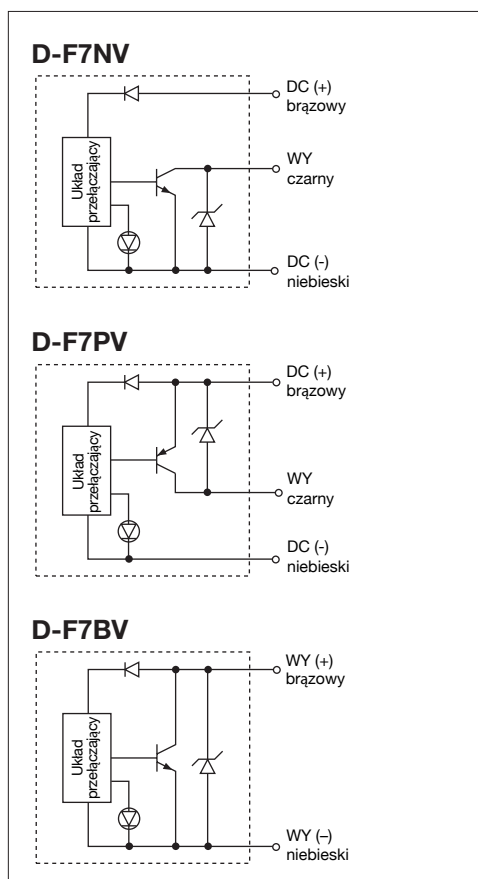 D-F7NV
DC (+)
brązowy
Układ
przełączający
WY
czarny
DC (-)
niebieski
D-F7PV
DC (+)
brązowy
Układ
przełączający
WY
czarny
DC (-)
niebieski
D-F7BV
WY (+)
brązowy
Układ
przełączający
WY (–)
niebieski